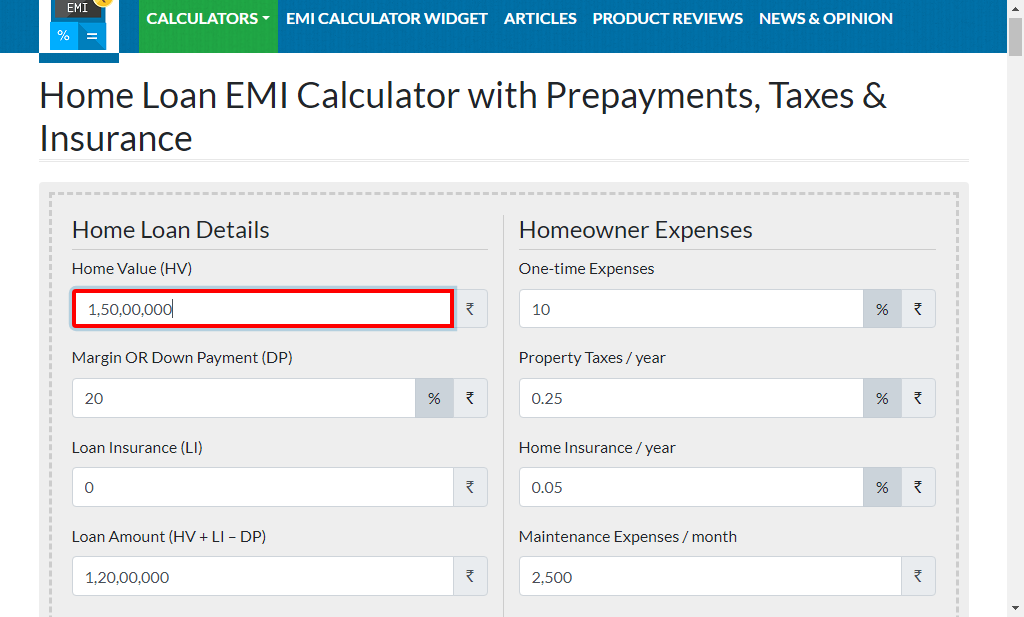 EMI
% =
CALCULATORS EMI CALCULATOR WIDGET ARTICLES PRODUCT REVIEWS NEWS & OPINION
Home Loan EMI Calculator with Prepayments, Taxes &
Insurance
Home Loan Details
Home Value (HV)
1,50,00,000 ₹
Margin OR Down Payment (DP)
20 % ₹
Loan Insurance (LI)
0 ₹
Loan Amount (HV + LI – DP)
1,20,00,000 ₹
Homeowner Expenses
One-time Expenses
10 % ₹
Property Taxes / year
0.25 % ₹
Home Insurance / year
0.05 % ₹
Maintenance Expenses / month
2,500 ₹